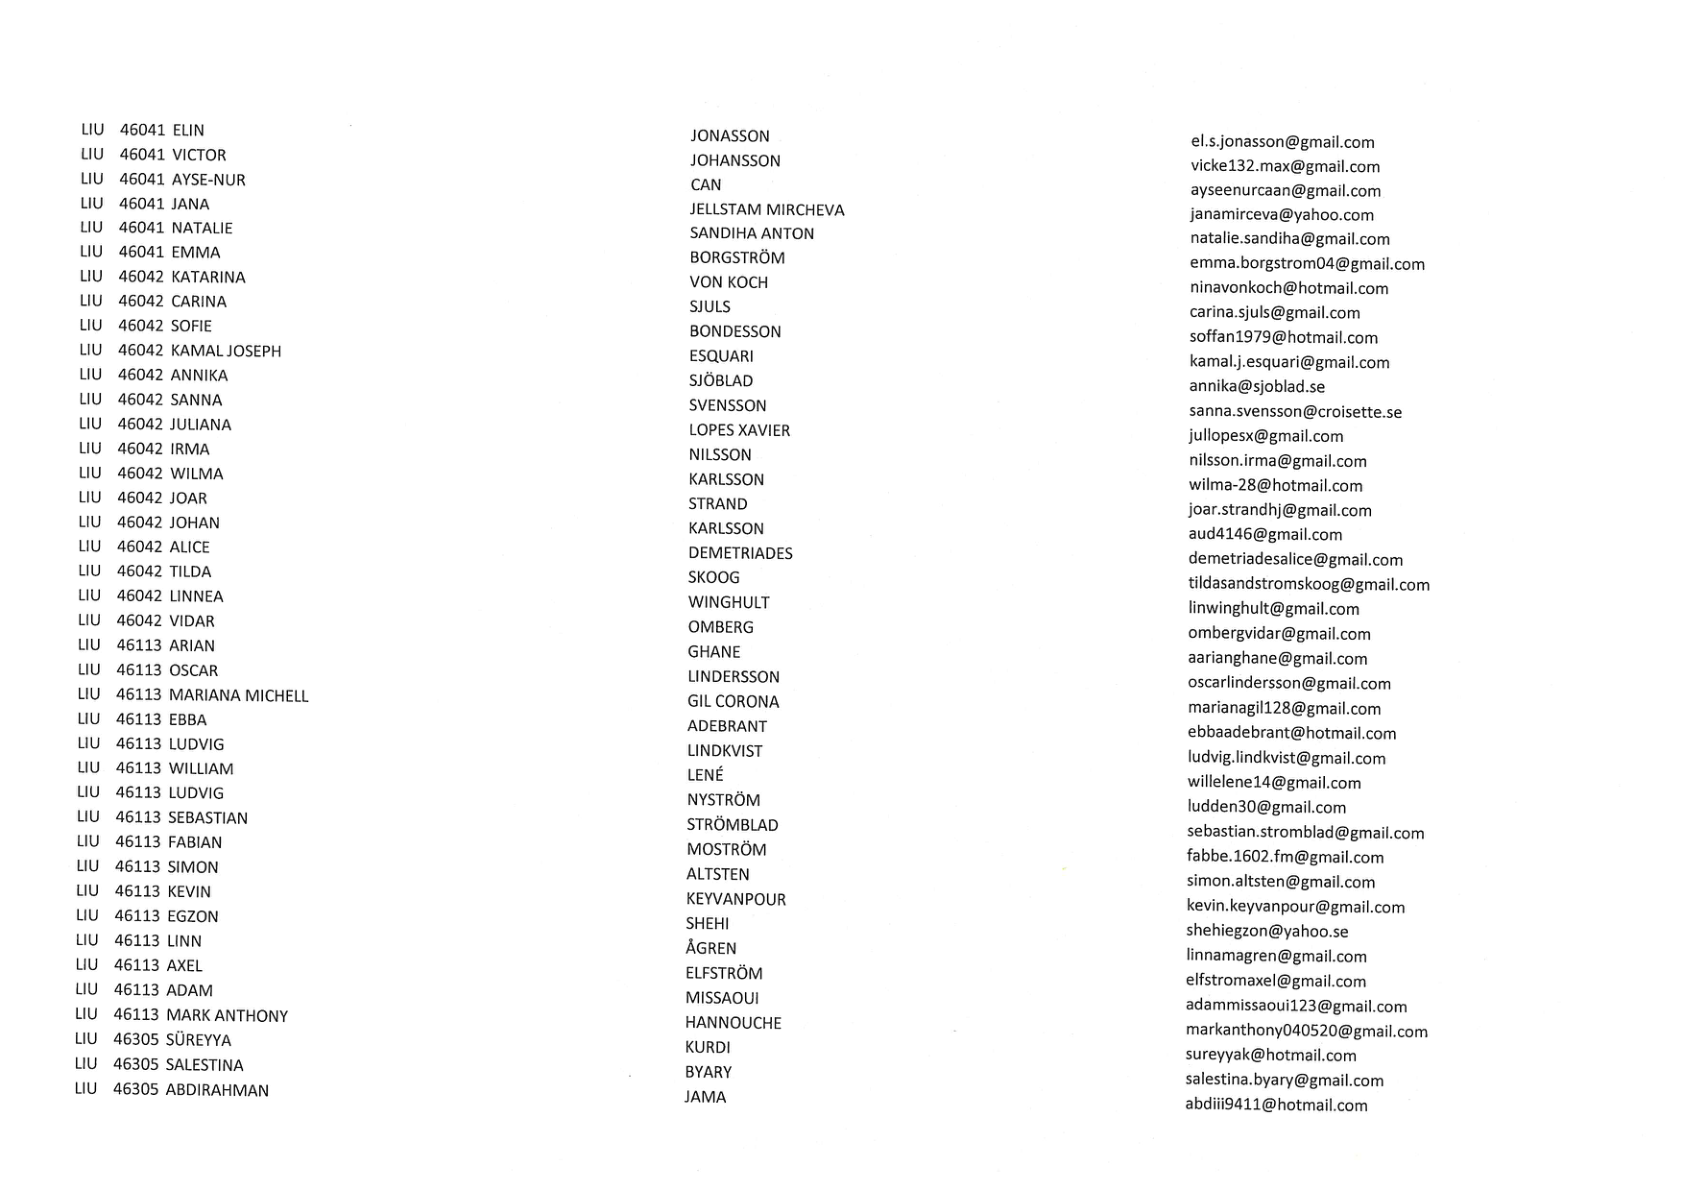 LIU 46041 ELIN JONASSON el.s.jonasson@gmail.com
LIU 46041 VICTOR JOHANSSON vicke132.max@gmail.com
LIU 46041 AYSE-NUR CAN ayseenurcaan@gmail.com
LIU 46041 JANA JELLSTAM MIRCHEVA janamirceva@yahoo.com
LIU 46041 NATALIE SANDIHA ANTON natalie.sandiha@gmail.com
LIU 46041 EMMA BORGSTRÖM emma.borgstrom04@gmail.com
LIU 46042 KATARINA VON KOCH ninavonkoch@hotmail.com
LIU 46042 CARINA SJULS carina.sjuls@gmail.com
LIU 46042 SOFIE BONDESSON soffan1979@hotmail.com
LIU 46042 KAMAL JOSEPH ESQUARI kamal.j.esquari@gmail.com
LIU 46042 ANNIKA SJÖBLAD annika@sjoblad.se
LIU 46042 SANNA SVENSSON sanna.svensson@croisette.se
LIU 46042 JULIANA LOPES XAVIER jullopesx@gmail.com
LIU 46042 IRMA NILSSON nilsson.irma@gmail.com
LIU 46042 WILMA KARLSSON wilma-28@hotmail.com
LIU 46042 JOAR STRAND joar.strandhj@gmail.com
LIU 46042 JOHAN KARLSSON aud4146@gmail.com
LIU 46042 ALICE DEMETRIADES demetriadesalice@gmail.com
LIU 46042 TILDA SKOOG tildasandstromskoog@gmail.com
LIU 46042 LINNEA WINGHULT linwinghult@gmail.com
LIU 46042 VIDAR OMBERG ombergvidar@gmail.com
LIU 46113 ARIAN GHANE aarianghane@gmail.com
LIU 46113 OSCAR LINDERSSON oscarlindersson@gmail.com
LIU 46113 MARIANA MICHELL GIL CORONA marianagil128@gmail.com
LIU 46113 EBBA ADEBRANT ebbaadebrant@hotmail.com
LIU 46113 LUDVIG LINDKVIST ludvig.lindkvist@gmail.com
LIU 46113 WILLIAM LENÉ willelene14@gmail.com
LIU 46113 LUDVIG NYSTRÖM ludden30@gmail.com
LIU 46113 SEBASTIAN STRÖMBLAD sebastian.stromblad@gmail.com
LIU 46113 FABIAN MOSTRÖM fabbe.1602.fm@gmail.com
LIU 46113 SIMON ALTSTEN simon.altsten@gmail.com
LIU 46113 KEVIN KEYVANPOUR kevin.keyvanpour@gmail.com
LIU 46113 EGZON SHEHI shehiegzon@yahoo.se
LIU 46113 LINN ÅGREN linnamagren@gmail.com
LIU 46113 AXEL ELFSTRÖM elfstromaxel@gmail.com
LIU 46113 ADAM MISSAOUI adammissaoui123@gmail.com
LIU 46113 MARK ANTHONY HANNOUCHE markanthony040520@gmail.com
LIU 46305 SÜREYYA KURDI sureyyak@hotmail.com
LIU 46305 SALESTINA BYARY salestina.byary@gmail.com
LIU 46305 ABDIRAHMAN JAMA abdiii9411@hotmail.com